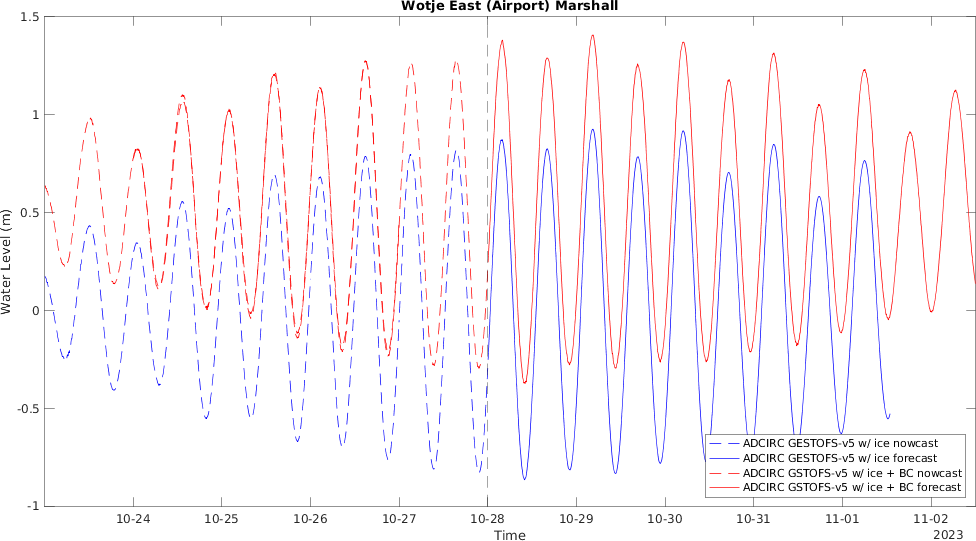 Wotje East (Airport) Marshall
1.5
1
0.5
0
-0.5
-1
Water Level (m)
10-24
10-25
10-26
10-27
10-28
10-29
10-30
10-31
11-01
11-02
Time
2023
ADCIRC GESTOFS-v5 w/ ice nowcast
ADCIRC GESTOFS-v5 w/ ice forecast
ADCIRC GSTOFS-v5 w/ ice + BC nowcast
ADCIRC GSTOFS-v5 w/ ice + BC forecast